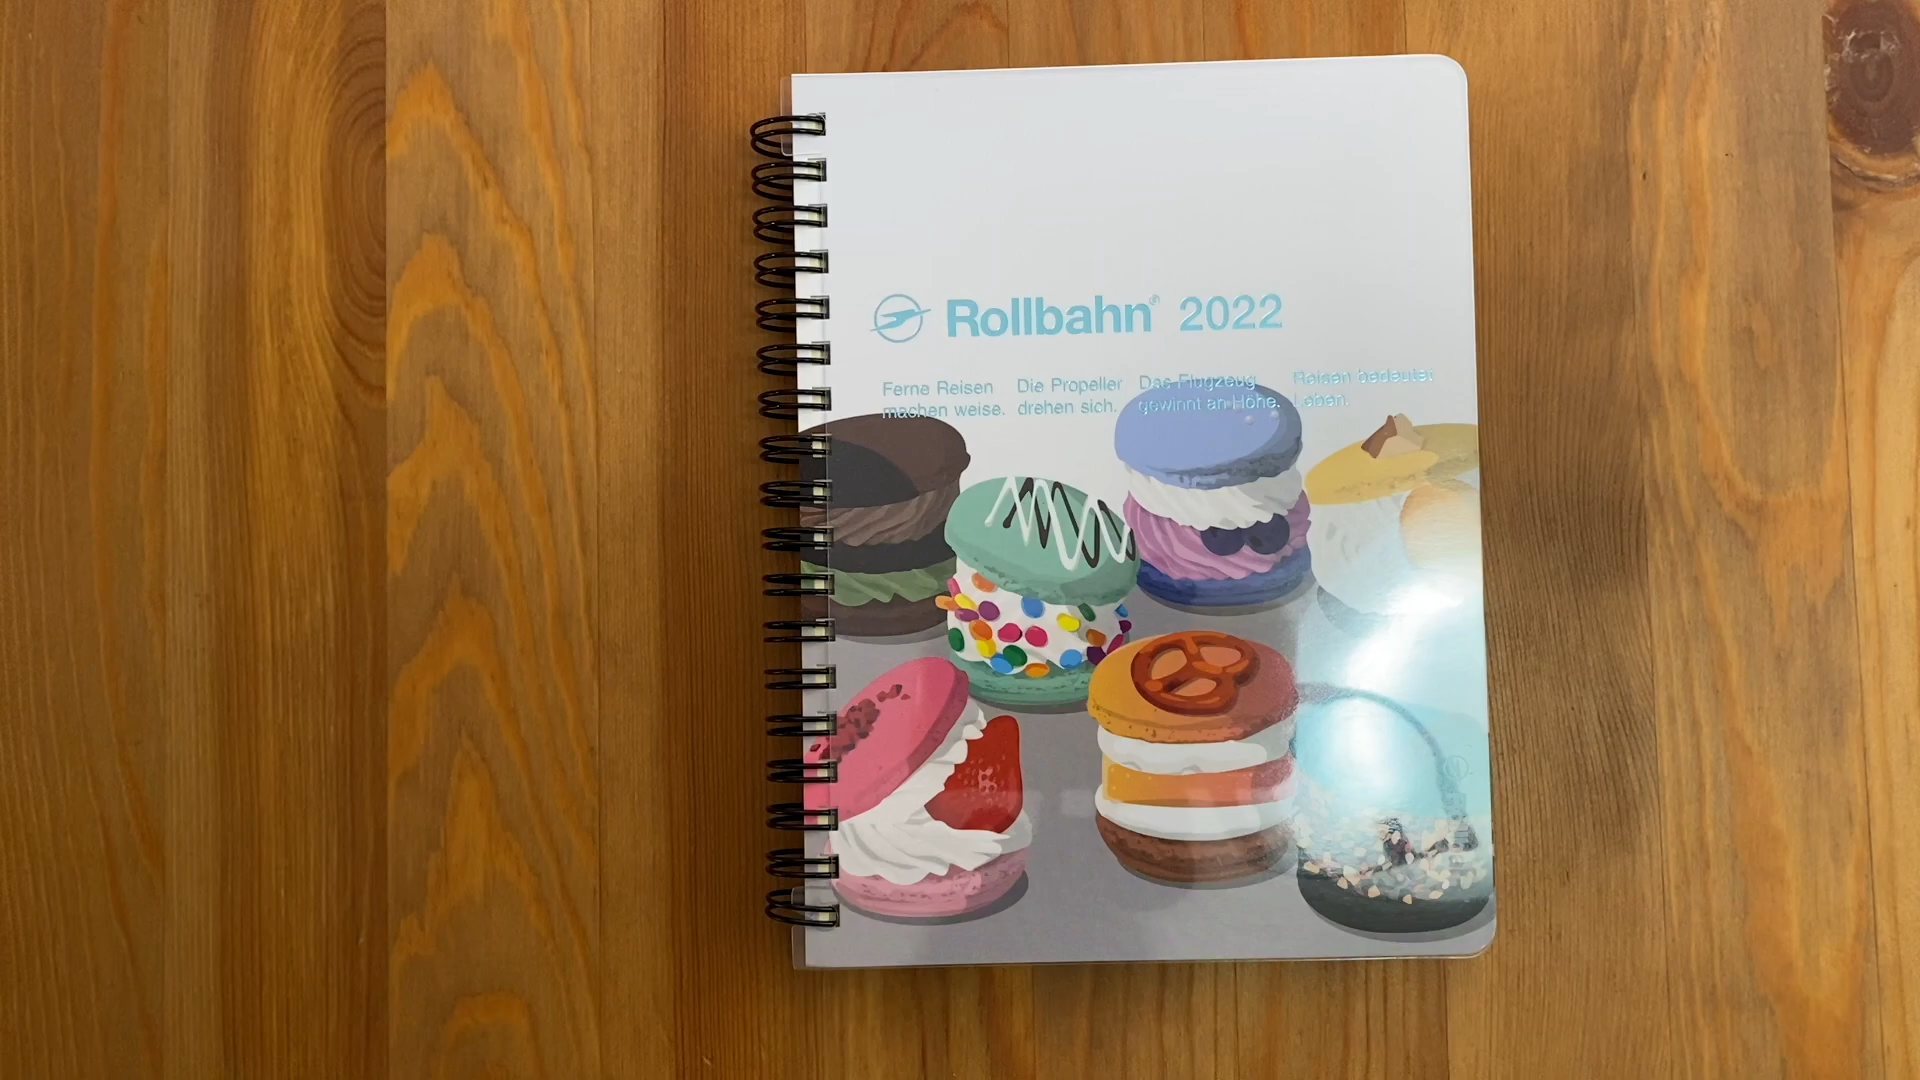 Rollbahn® 2022
Ferne Reisen
machen weise.
Die Propeller
drehen sich.
Das Flugzeug
gewinnt an Höhe.
Reisen bedeutet
Leben.